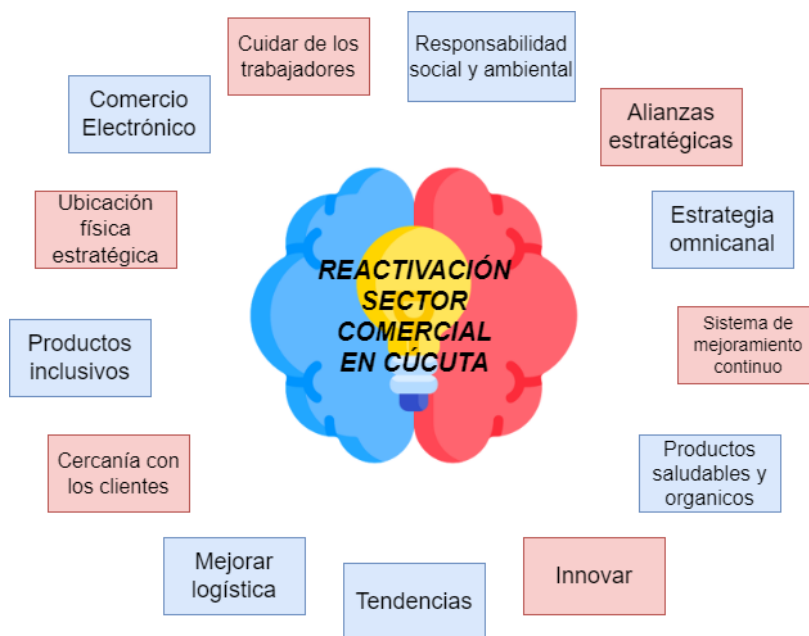 Cuidar de los
trabajadores
Responsabilidad
social y ambiental
Comercio
Electrónico
Alianzas
estratégicas
Ubicación
física
estratégica
Estrategia
omnicanal
REACTIVACIÓN
SECTOR
COMERCIAL
EN CÚCUTA
Productos
inclusivos
Sistema de
mejoramiento
continuo
Cercanía con
los clientes
Productos
saludables y
organicos
Mejorar
logística
Tendencias
Innovar